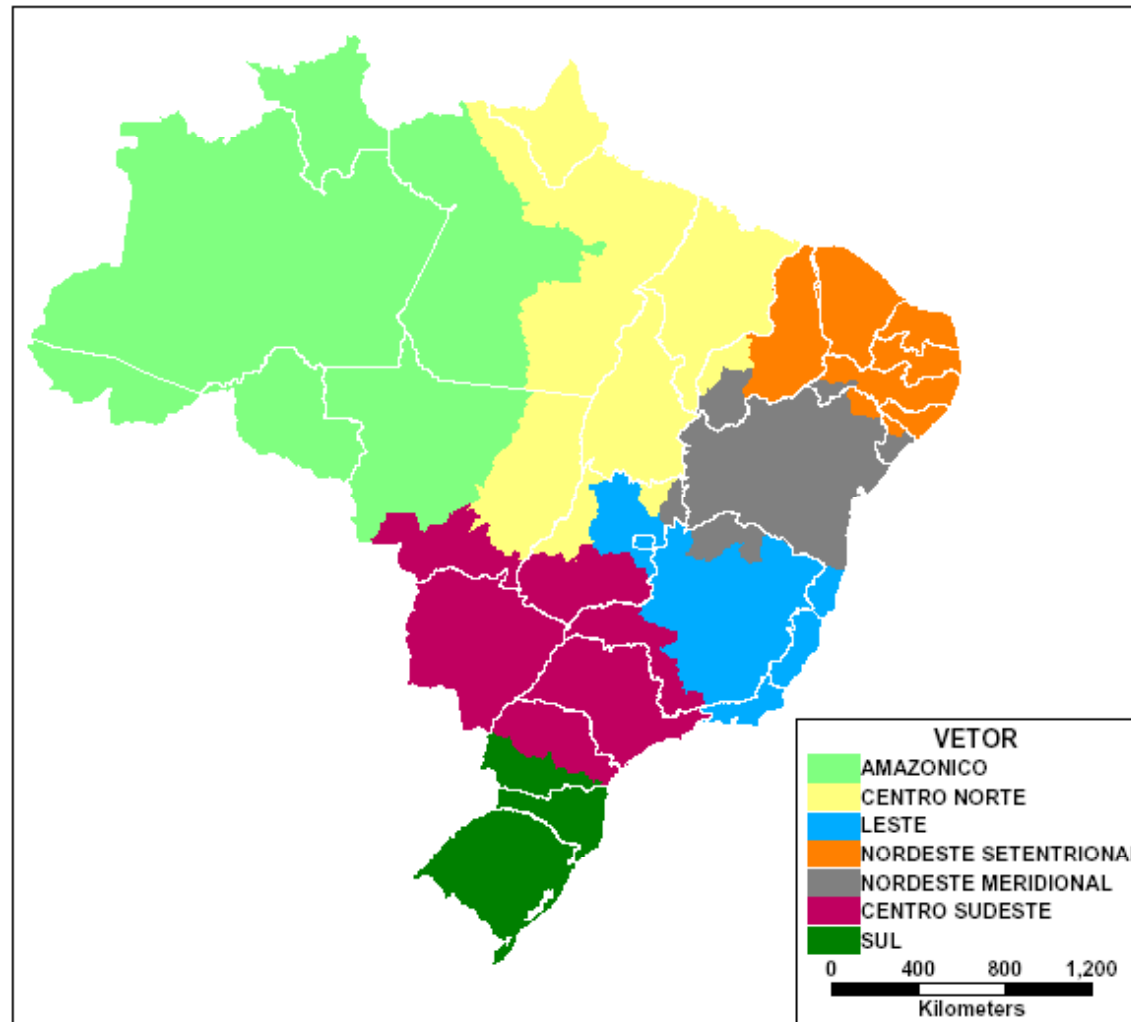 VETOR
AMAZONICO
CENTRO NORTE
LESTE
NORDESTE SETENTRIONAL
NORDESTE MERIDIONAL
CENTRO SUDESTE
SUL
0 400 800 1,200
Kilometers